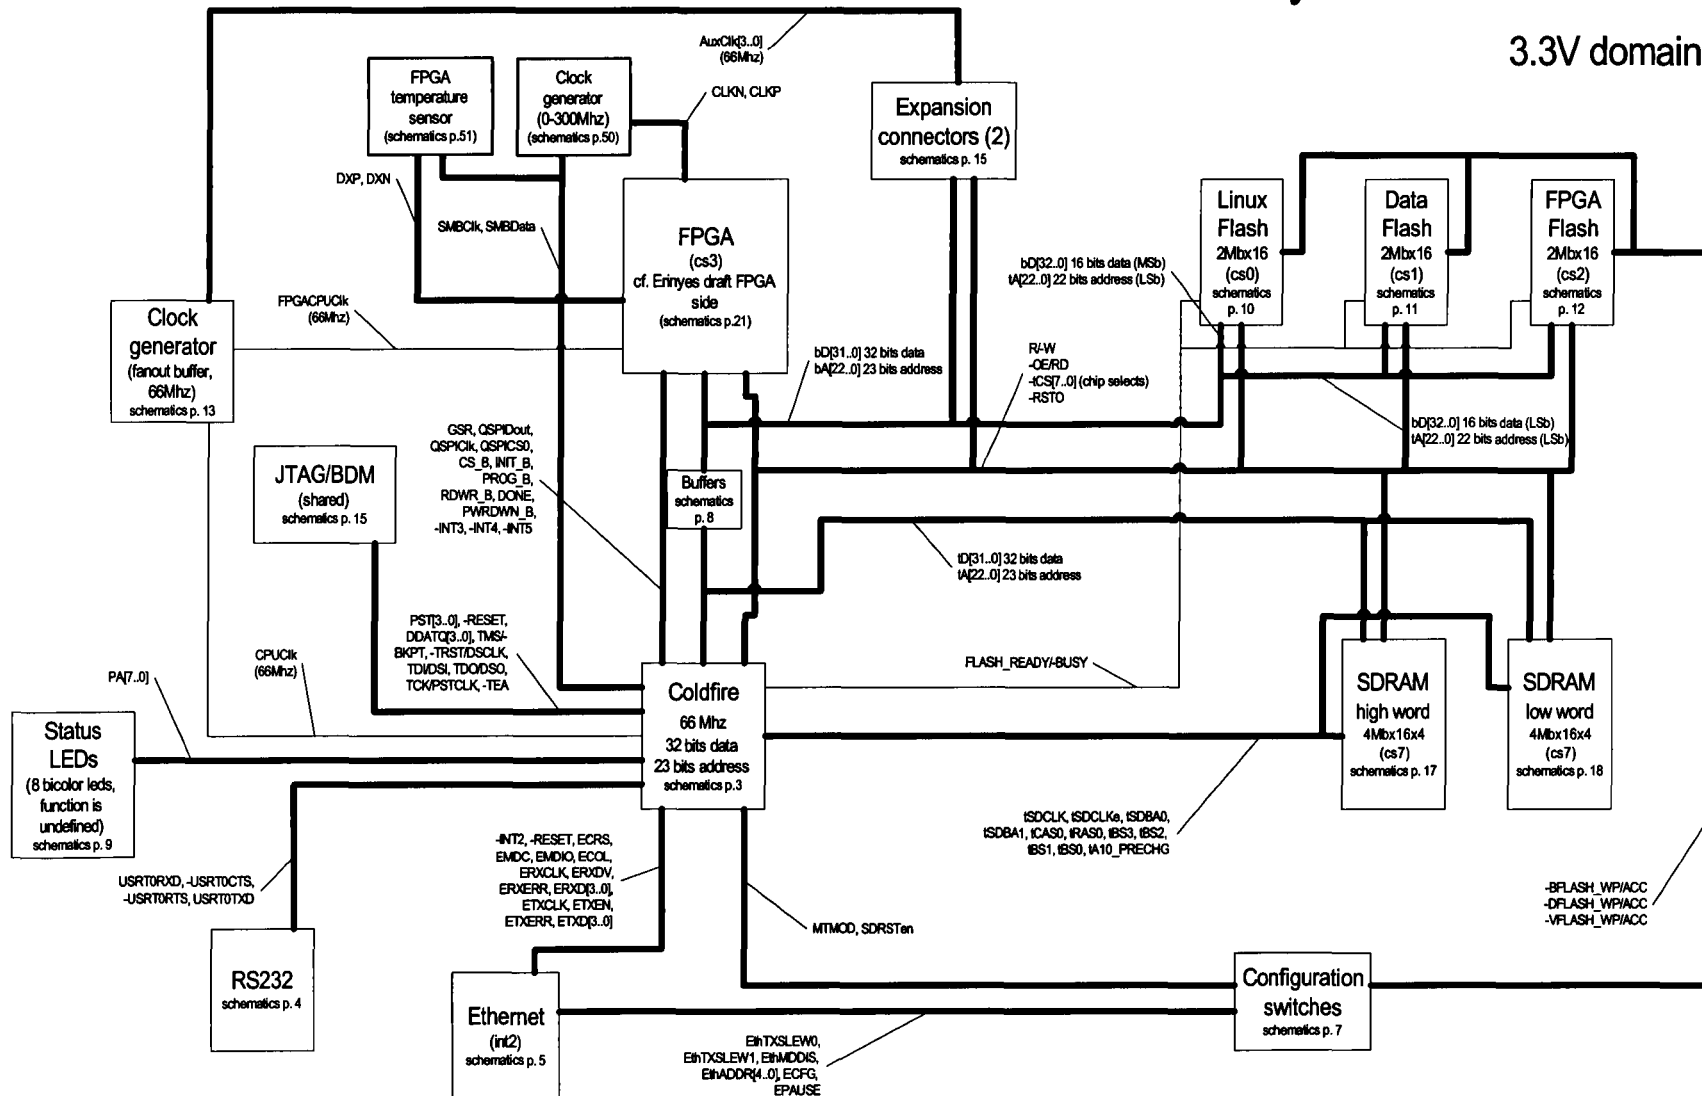 3.3V domain
AuxClk[3..0]
(66Mhz)
FPGA
temperature
sensor
(schematics p.51)
Clock
generator
(0-300Mhz)
(schematics p.50)
CLKN, CLKP
Expansion
connectors (2)
schematics p. 15
DXP, DXN
SMBClk, SMBData
FPGA
(cs3)
cf. Erinyes draft FPGA
side
(schematics p.21)
Linux
Flash
2Mbx16
(cs0)
schematics
p. 10
Data
Flash
2Mbx16
(cs1)
schematics
p. 11
FPGA
Flash
2Mbx16
(cs2)
schematics
p. 12
bD[32..0] 16 bits data (MSb)
tA[22..0] 22 bits address (LSb)
FPGACPUClk
(66Mhz)
Clock
generator
(fanout buffer,
66Mhz)
schematics p. 13
bD[31..0] 32 bits data
bA[22..0] 23 bits address
R/-W
-OE/RD
-tCS[7..0] (chip selects)
-RSTO
bD[32..0] 16 bits data (LSb)
tA[22..0] 22 bits address (LSb)
GSR, QSPIDout,
QSPIClk, QSPICS0,
CS_B, INIT_B,
PROG_B,
RDWR_B, DONE,
PWRDWN_B,
-INT3, -INT4, -INT5
JTAG/BDM
(shared)
schematics p. 15
Buffers
schematics
p. 8
tD[31..0] 32 bits data
tA[22..0] 23 bits address
PST[3..0], -RESET,
DDATO[3..0], TMS/-
BKPT, -TRST/DSCLK,
TDI/DSI, TDO/DSO,
TCK/PSTCLK, -TEA
CPUClk
(66Mhz)
PA[7..0]
FLASH_READY/-BUSY
Coldfire
66 Mhz
32 bits data
23 bits address
schematics p.3
SDRAM
high word
4Mbx16x4
(cs7)
schematics p. 17
SDRAM
low word
4Mbx16x4
(cs7)
schematics p. 18
Status
LEDs
(8 bicolor leds,
function is
undefined)
schematics p. 9
tSDCLK, tSDCLKe, tSDBA0,
tSDBA1, tCAS0, tRAS0, tBS3, tBS2,
tBS1, tBS0, tA10_PRECHG
-INT2, -RESET, ECRS,
EMDC, EMDIO, ECOL,
ERXCLK, ERXDV,
ERXERR, ERXD[3..0],
ETXCLK, ETXEN,
ETXERR, ETXD[3..0]
USRT0RXD, -USRT0CTS,
-USRT0RTS, USRT0TXD
MTMOD, SDRSTen
-BFLASH_WP/ACC
-DFLASH_WP/ACC
-VFLASH_WP/ACC
RS232
schematics p. 4
Ethernet
(int2)
schematics p. 5
Configuration
switches
schematics p. 7
EthTXSLEW0,
EthTXSLEW1, EthMDDIS,
EthADDR[4..0], ECFG,
EPAUSE